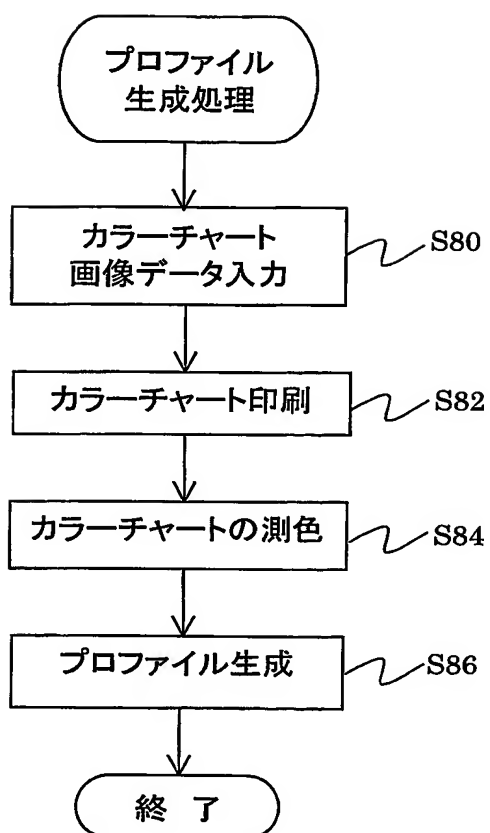 プロファイル
生成処理
カラーチャート
画像データ入力
S80
カラーチャート印刷
S82
カラーチャートの測色
S84
プロファイル生成
S86
終 了